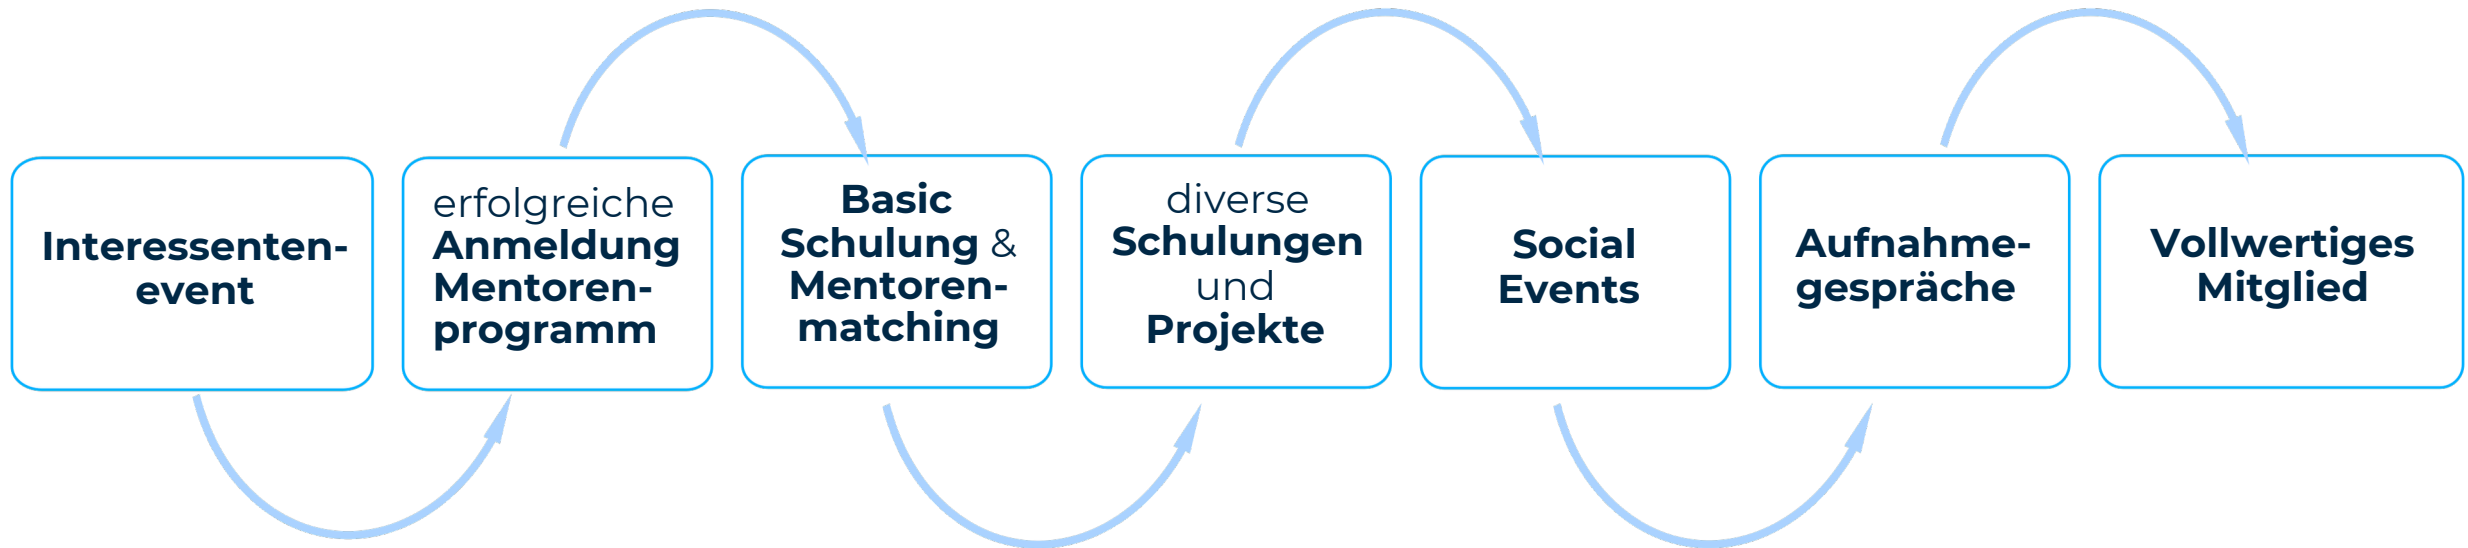 Interessenten-
event
erfolgreiche
Anmeldung
Mentoren-
programm
Basic
Schulung &
Mentoren-
matching
diverse
Schulungen
und
Projekte
Social
Events
Aufnahme-
gespräche
Vollwertiges
Mitglied